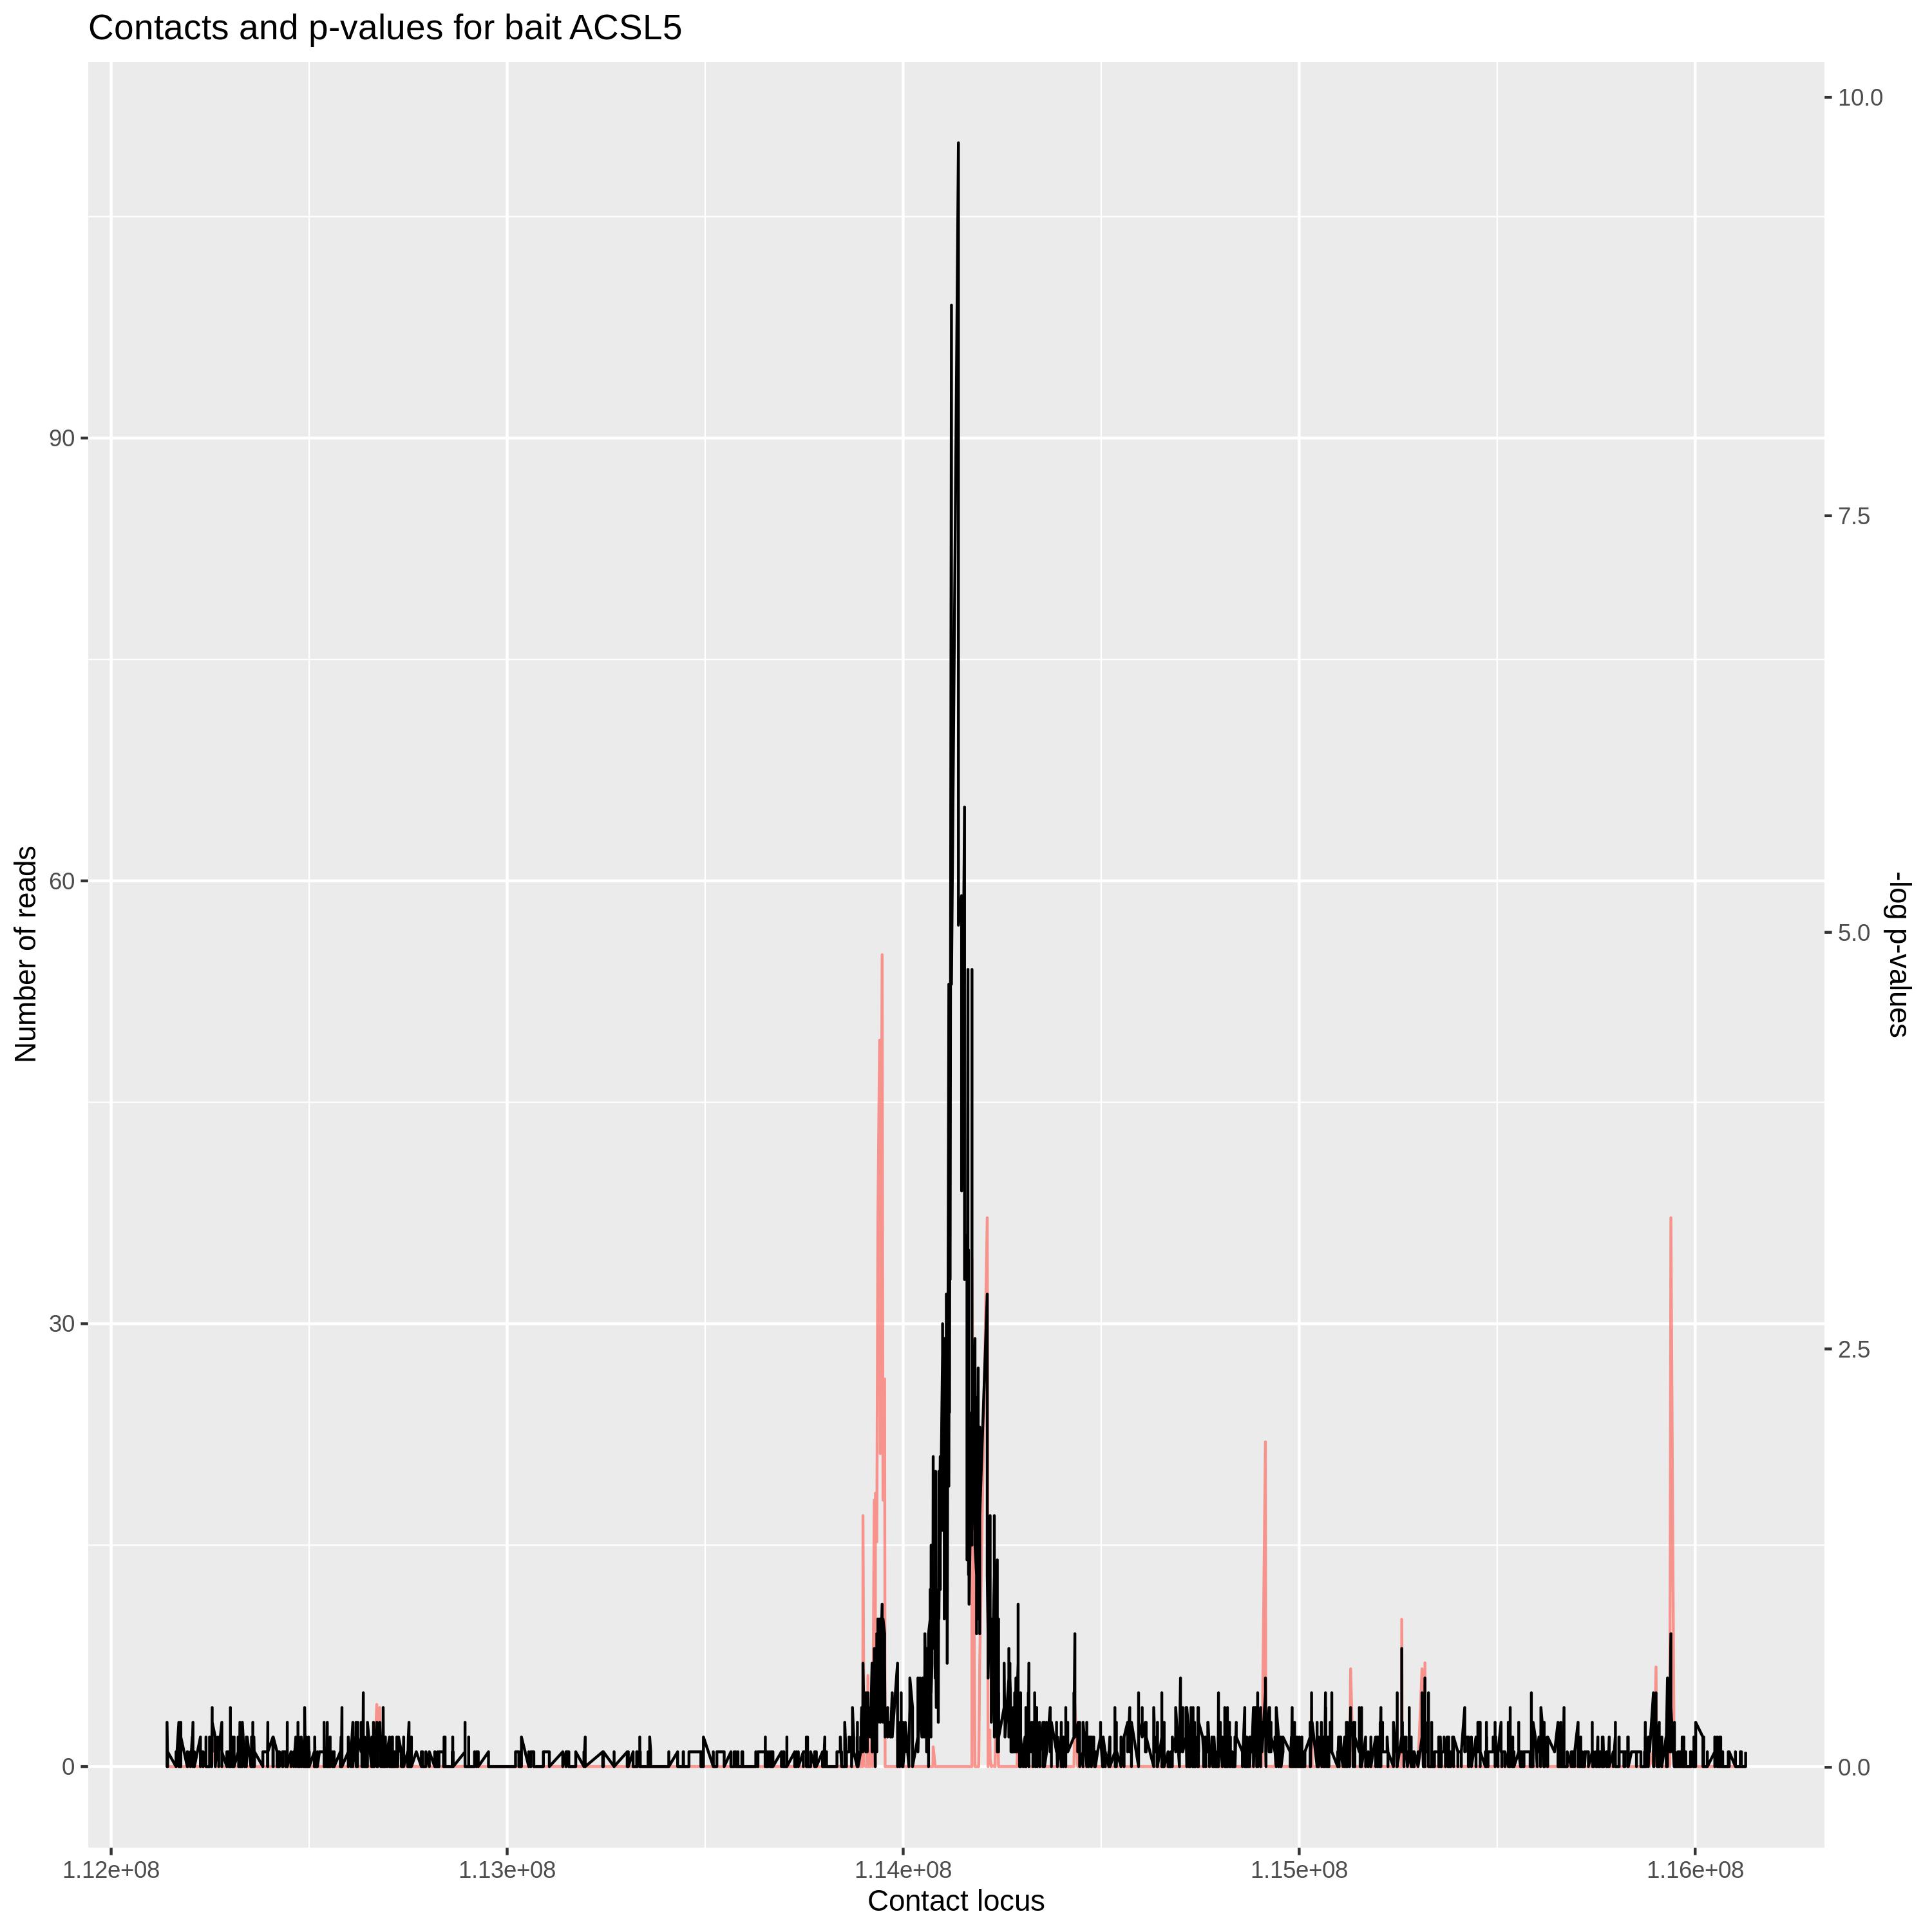 Contacts and p-values for bait ACSL5
Number of reads
90
60
30
0
10.0
7.5
5.0
2.5
0.0
-log p-values
1.12e+08 1.13e+08 1.14e+08 1.15e+08 1.16e+08
Contact locus